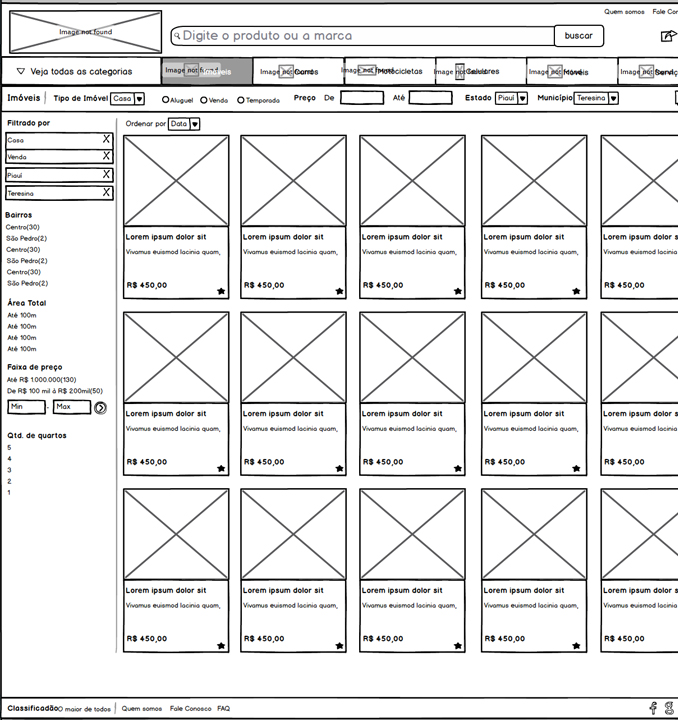 Quem somos Fale Con
Image not found
Digite o produto ou a marca
buscar
Veja todas as categorias
Image not found Imóveis
Image not found Carros
Image not found Motocicletas
Image not found Celulares
Image not found Móveis
Image not found Serviç
Imóveis Tipo de Imóvel Casa Aluguel Venda Temporada Preço De Até Estado Piauí Município Teresina
Filtrado por
Casa X
Venda X
Piauí X
Teresina X
Bairros
Centro(30)
São Pedro(2)
Centro(30)
São Pedro(2)
Centro(30)
São Pedro(2)
Área Total
Até 100m
Até 100m
Até 100m
Até 100m
Faixa de preço
Até R$ 1.000.000(130)
De R$ 100 mil à R$ 200mil(50)
Min - Max
Qtd. de quartos
5
4
3
2
1
Ordenar por Data
Lorem ipsum dolor sit Lorem ipsum dolor sit Lorem ipsum dolor sit Lorem ipsum dolor sit Lorem ipsum dolor sit
Vivamus euismod lacinia quam, Vivamus euismod lacinia quam, Vivamus euismod lacinia quam, Vivamus euismod lacinia quam, Vivamus euismod lacinia q
R$ 450,00 R$ 450,00 R$ 450,00 R$ 450,00 R$ 450,00
Lorem ipsum dolor sit Lorem ipsum dolor sit Lorem ipsum dolor sit Lorem ipsum dolor sit Lorem ipsum dolor sit
Vivamus euismod lacinia quam, Vivamus euismod lacinia quam, Vivamus euismod lacinia quam, Vivamus euismod lacinia quam, Vivamus euismod lacinia q
R$ 450,00 R$ 450,00 R$ 450,00 R$ 450,00 R$ 450,00
Lorem ipsum dolor sit Lorem ipsum dolor sit Lorem ipsum dolor sit Lorem ipsum dolor sit Lorem ipsum dolor sit
Vivamus euismod lacinia quam, Vivamus euismod lacinia quam, Vivamus euismod lacinia quam, Vivamus euismod lacinia quam, Vivamus euismod lacinia q
R$ 450,00 R$ 450,00 R$ 450,00 R$ 450,00 R$ 450,00
Classificadão O maior de todos Quem somos Fale Conosco FAQ